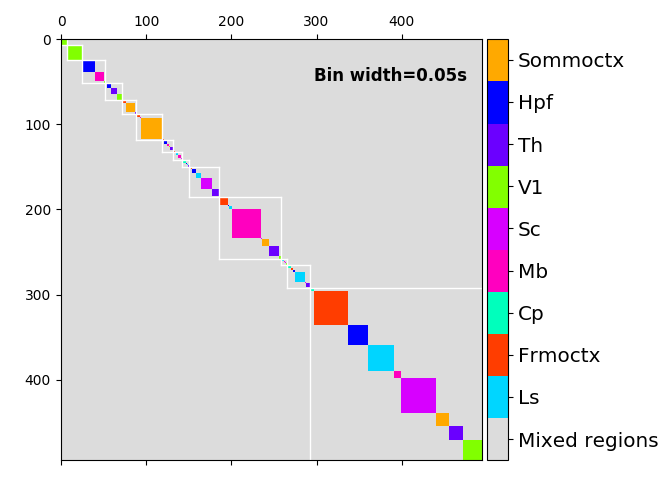 0 100 200 300 400
0
100
200
300
400
Bin width=0.05s
Sommoctx
Hpf
Th
V1
Sc
Mb
Cp
Frmoctx
Ls
Mixed regions